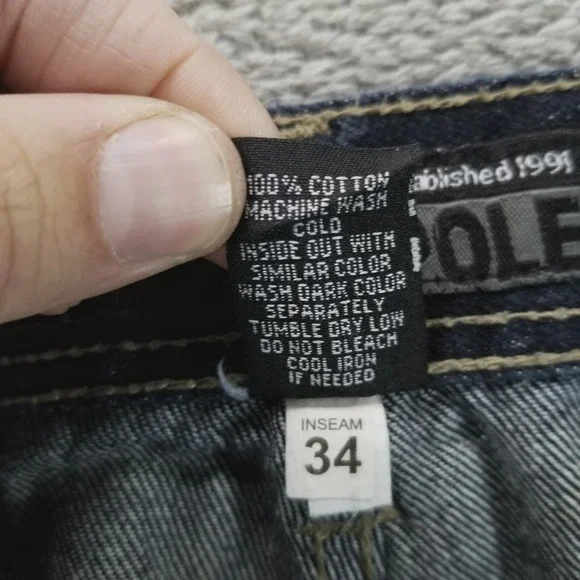 100% COTTON
MACHINE WASH
COLD
INSIDE OUT WITH
SIMILAR COLOR
WASH DARK COLOR
SEPARATELY
TUMBLE DRY LOW
DO NOT BLEACH
COOL IRON
IF NEEDED
ablished 1991
OLE
INSEAM
34